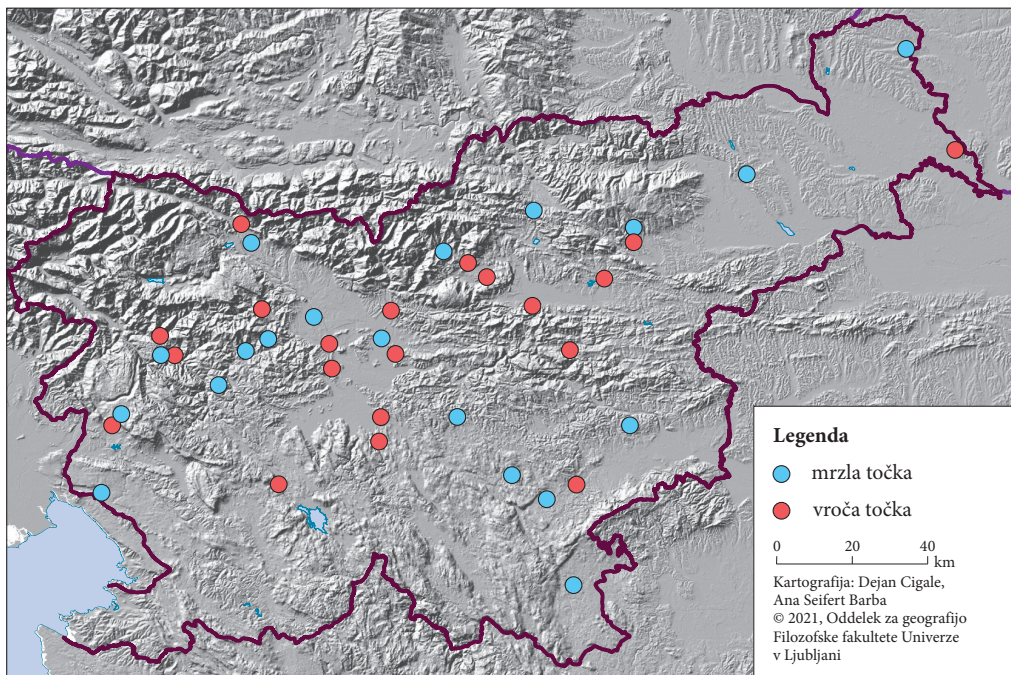 Legenda
mrzla točka
vroča točka
0 20 40
km
Kartografija: Dejan Cigale,
Ana Seifert Barba
© 2021, Oddelek za geografijo
Filozofske fakultete Univerze
v Ljubljani